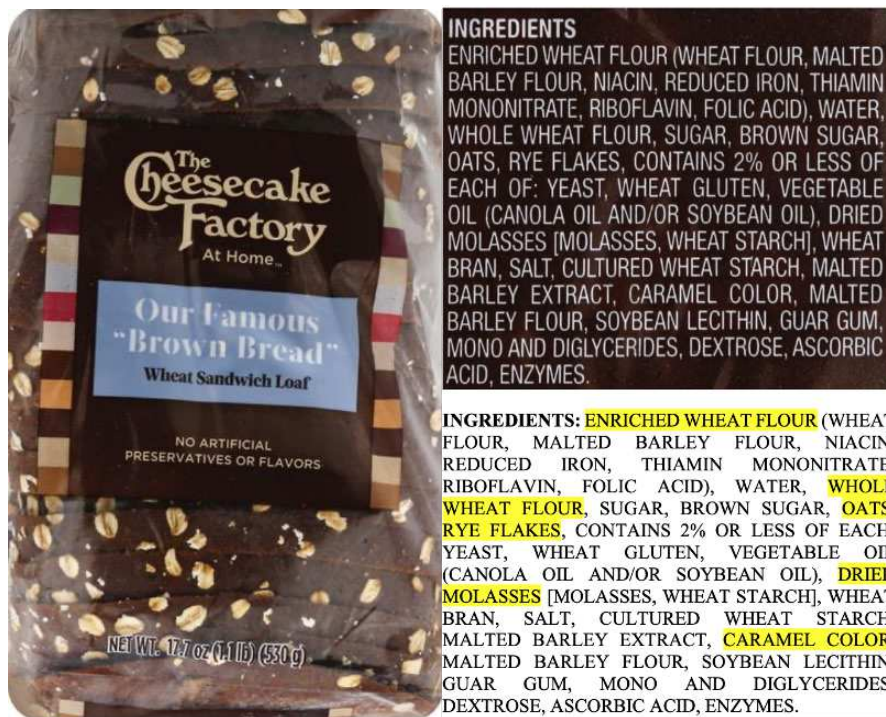 The
Cheesecake
Factory
At Home™
Our Famous
"Brown Bread"
Wheat Sandwich Loaf
NO ARTIFICIAL
PRESERVATIVES OR FLAVORS
NET WT. 17.7 oz (1.1 lb) (530 g)
INGREDIENTS
ENRICHED WHEAT FLOUR (WHEAT FLOUR, MALTED
BARLEY FLOUR, NIACIN, REDUCED IRON, THIAMIN
MONONITRATE, RIBOFLAVIN, FOLIC ACID), WATER,
WHOLE WHEAT FLOUR, SUGAR, BROWN SUGAR,
OATS, RYE FLAKES, CONTAINS 2% OR LESS OF
EACH OF: YEAST, WHEAT GLUTEN, VEGETABLE
OIL (CANOLA OIL AND/OR SOYBEAN OIL), DRIED
MOLASSES [MOLASSES, WHEAT STARCH], WHEAT
BRAN, SALT, CULTURED WHEAT STARCH, MALTED
BARLEY EXTRACT, CARAMEL COLOR, MALTED
BARLEY FLOUR, SOYBEAN LECITHIN, GUAR GUM,
MONO AND DIGLYCERIDES, DEXTROSE, ASCORBIC
ACID, ENZYMES.
INGREDIENTS: ENRICHED WHEAT FLOUR (WHEAT
FLOUR, MALTED BARLEY FLOUR, NIACIN
REDUCED IRON, THIAMIN MONONITRATE
RIBOFLAVIN, FOLIC ACID), WATER, WHOLE
WHEAT FLOUR, SUGAR, BROWN SUGAR, OATS
RYE FLAKES, CONTAINS 2% OR LESS OF EACH
YEAST, WHEAT GLUTEN, VEGETABLE OIL
(CANOLA OIL AND/OR SOYBEAN OIL), DRIED
MOLASSES [MOLASSES, WHEAT STARCH], WHEAT
BRAN, SALT, CULTURED WHEAT STARCH
MALTED BARLEY EXTRACT, CARAMEL COLOR
MALTED BARLEY FLOUR, SOYBEAN LECITHIN
GUAR GUM, MONO AND DIGLYCERIDES
DEXTROSE, ASCORBIC ACID, ENZYMES.